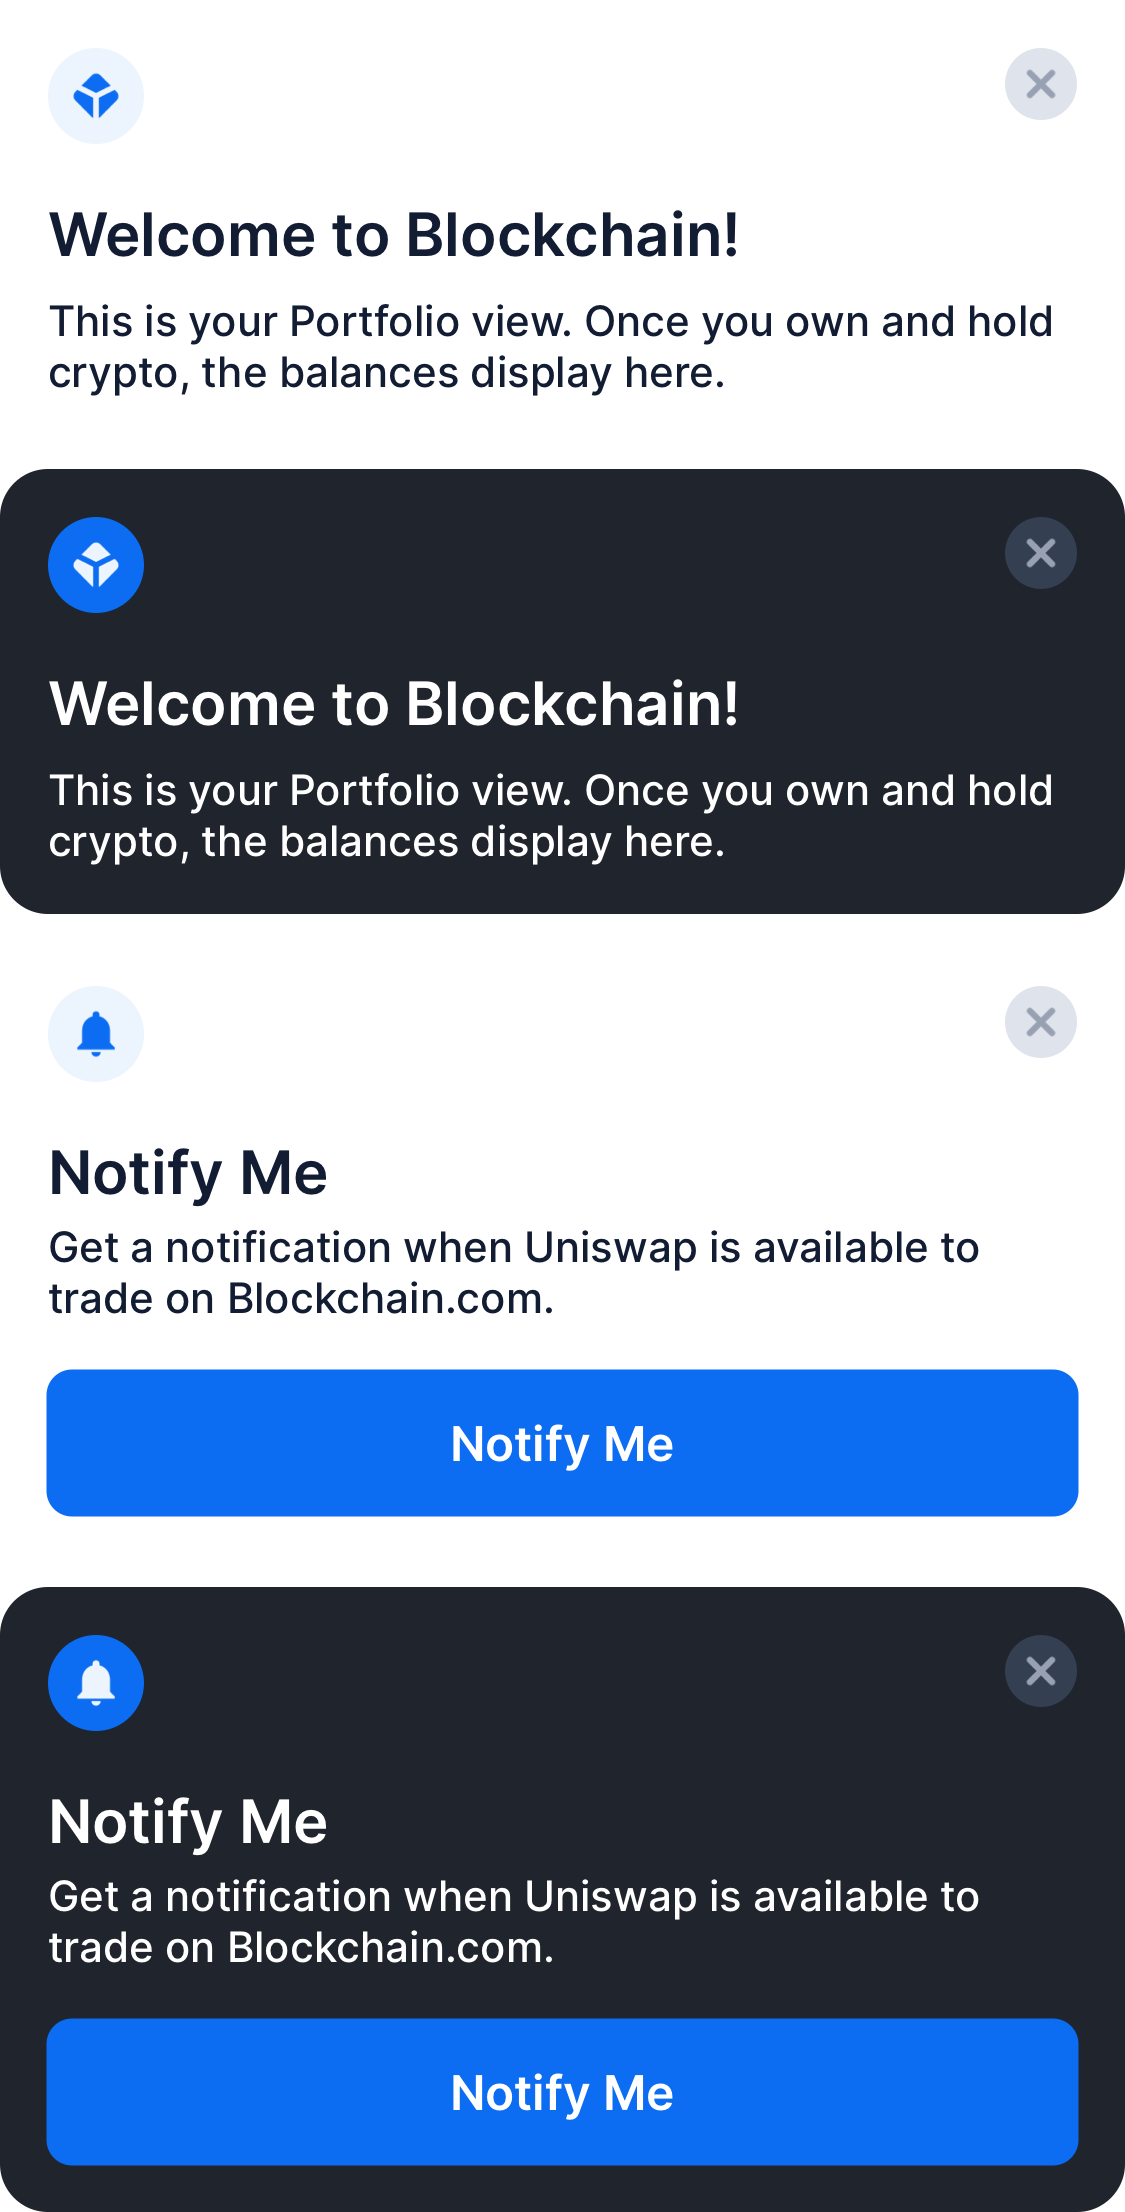 Welcome to Blockchain!
This is your Portfolio view. Once you own and hold
crypto, the balances display here.
Welcome to Blockchain!
This is your Portfolio view. Once you own and hold
crypto, the balances display here.
Notify Me
Get a notification when Uniswap is available to
trade on Blockchain.com.
Notify Me
Notify Me
Get a notification when Uniswap is available to
trade on Blockchain.com.
Notify Me